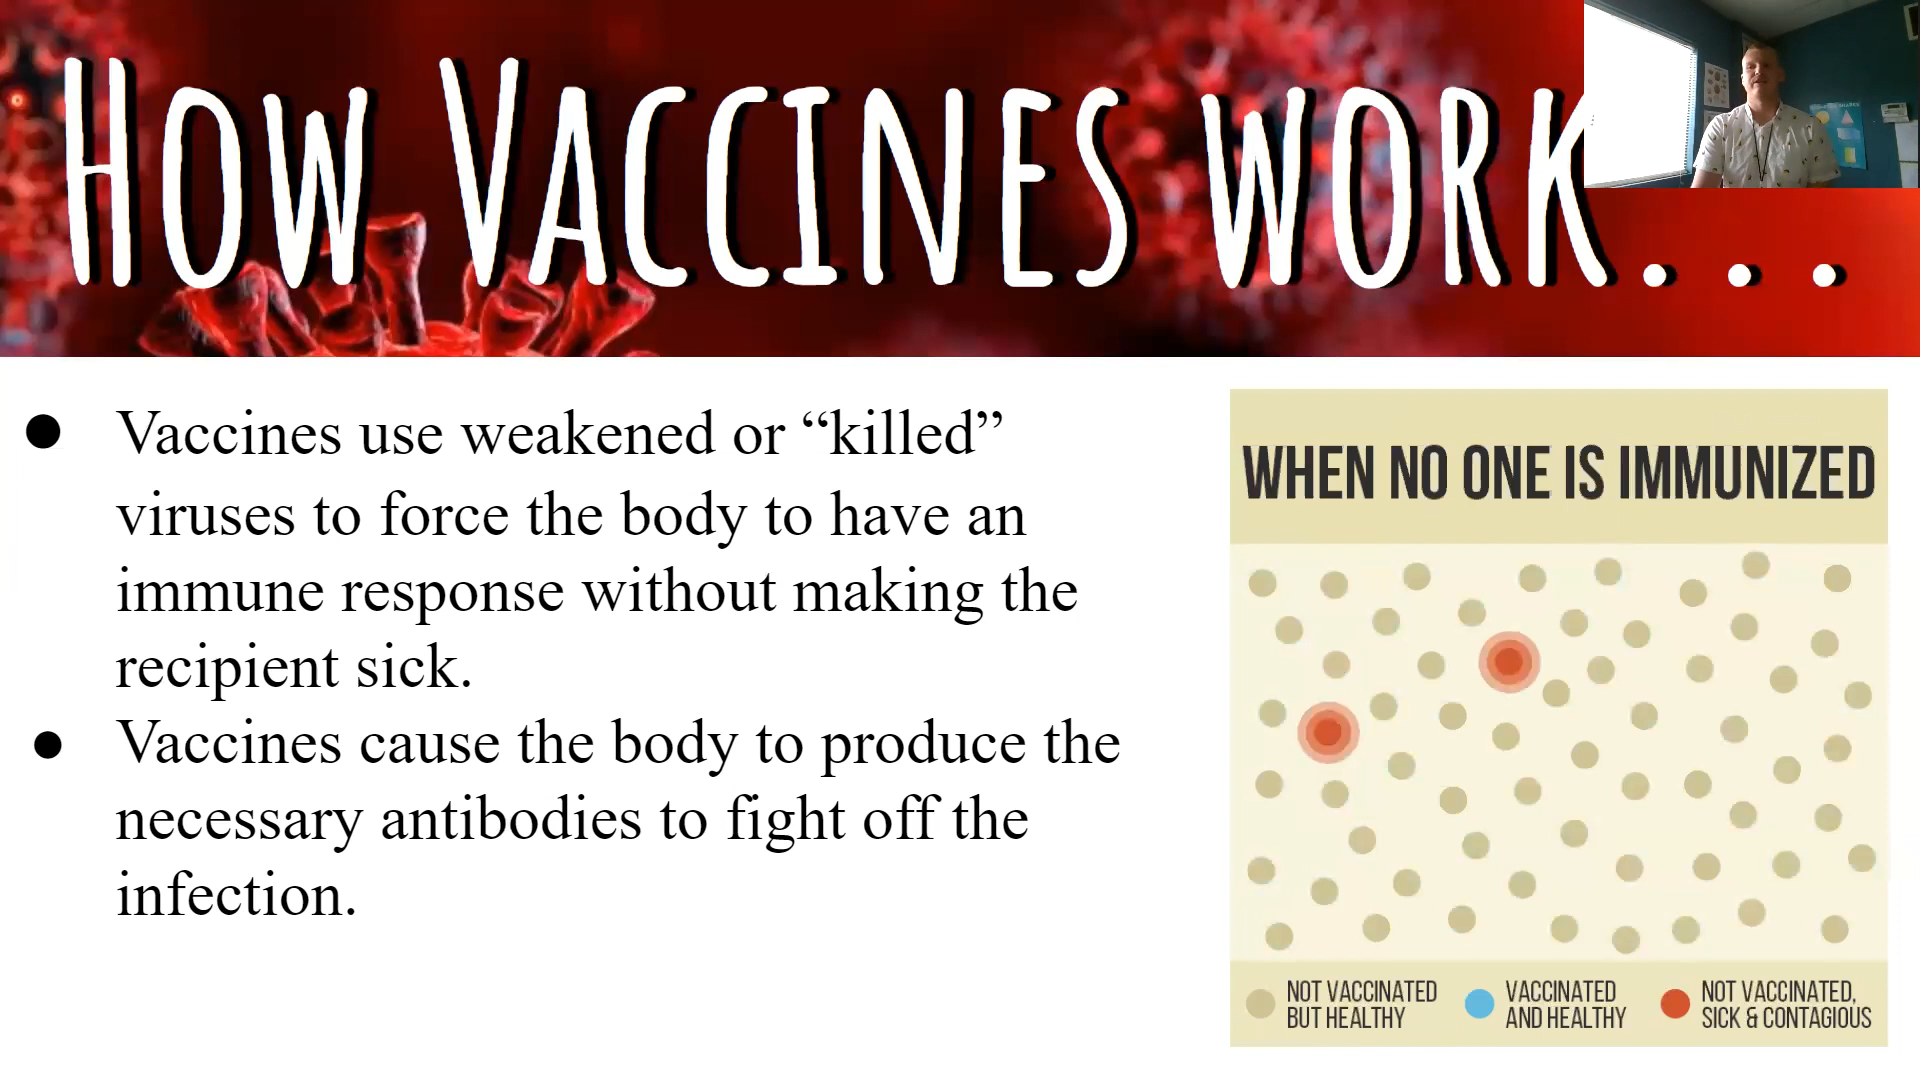 How Vaccines work...
● Vaccines use weakened or “killed”
viruses to force the body to have an
immune response without making the
recipient sick.
● Vaccines cause the body to produce the
necessary antibodies to fight off the
infection.
WHEN NO ONE IS IMMUNIZED
NOT VACCINATED
BUT HEALTHY
VACCINATED
AND HEALTHY
NOT VACCINATED,
SICK & CONTAGIOUS